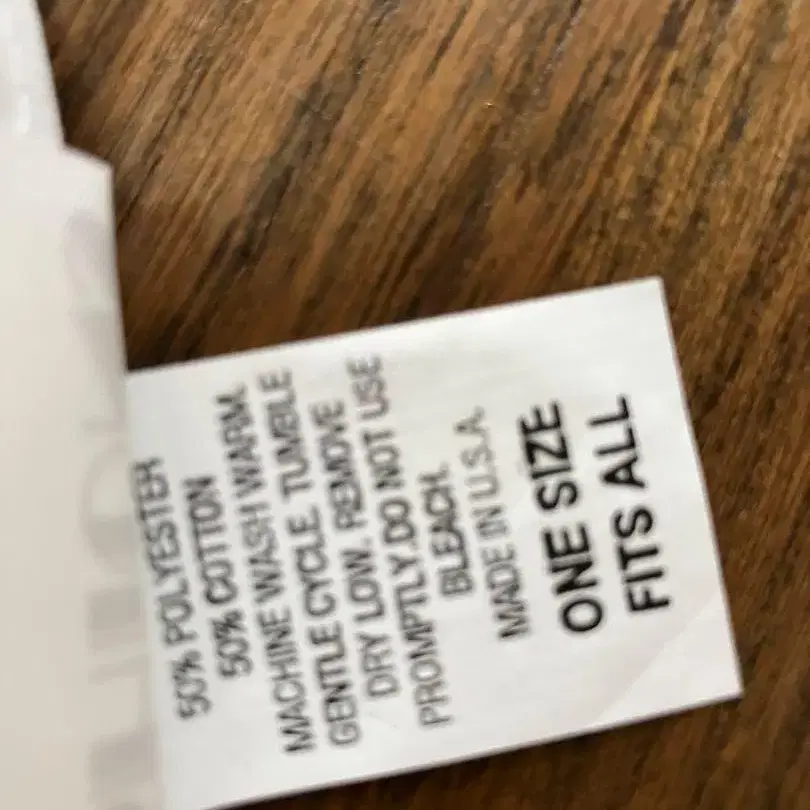 50% POLYESTER
50% COTTON
MACHINE WASH WARM.
GENTLE CYCLE. TUMBLE
DRY LOW. REMOVE
PROMPTLY.DO NOT USE
BLEACH.
MADE IN U.S.A.
ONE SIZE
FITS ALL